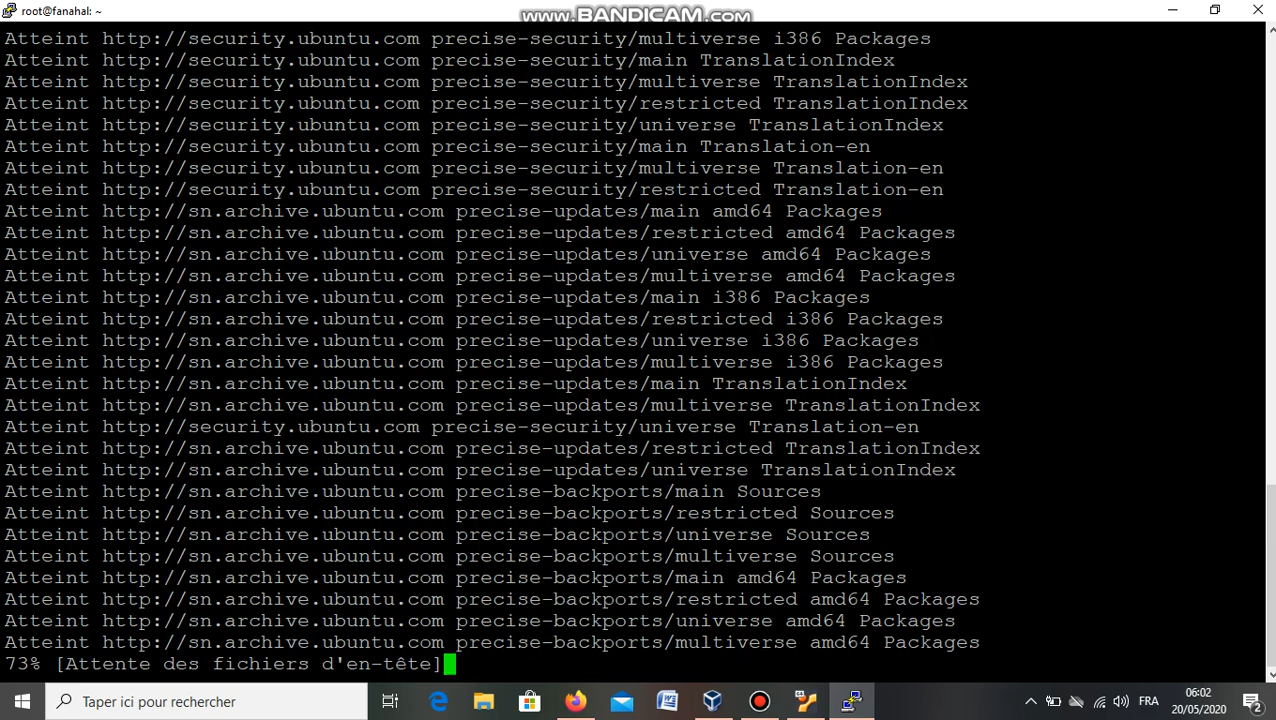 root@fanahal: ~
www.BANDICAM.com
Atteint http://security.ubuntu.com precise-security/multiverse i386 Packages
Atteint http://security.ubuntu.com precise-security/main TranslationIndex
Atteint http://security.ubuntu.com precise-security/multiverse TranslationIndex
Atteint http://security.ubuntu.com precise-security/restricted TranslationIndex
Atteint http://security.ubuntu.com precise-security/universe TranslationIndex
Atteint http://security.ubuntu.com precise-security/main Translation-en
Atteint http://security.ubuntu.com precise-security/multiverse Translation-en
Atteint http://security.ubuntu.com precise-security/restricted Translation-en
Atteint http://sn.archive.ubuntu.com precise-updates/main amd64 Packages
Atteint http://sn.archive.ubuntu.com precise-updates/restricted amd64 Packages
Atteint http://sn.archive.ubuntu.com precise-updates/universe amd64 Packages
Atteint http://sn.archive.ubuntu.com precise-updates/multiverse amd64 Packages
Atteint http://sn.archive.ubuntu.com precise-updates/main i386 Packages
Atteint http://sn.archive.ubuntu.com precise-updates/restricted i386 Packages
Atteint http://sn.archive.ubuntu.com precise-updates/universe i386 Packages
Atteint http://sn.archive.ubuntu.com precise-updates/multiverse i386 Packages
Atteint http://sn.archive.ubuntu.com precise-updates/main TranslationIndex
Atteint http://sn.archive.ubuntu.com precise-updates/multiverse TranslationIndex
Atteint http://security.ubuntu.com precise-security/universe Translation-en
Atteint http://sn.archive.ubuntu.com precise-updates/restricted TranslationIndex
Atteint http://sn.archive.ubuntu.com precise-updates/universe TranslationIndex
Atteint http://sn.archive.ubuntu.com precise-backports/main Sources
Atteint http://sn.archive.ubuntu.com precise-backports/restricted Sources
Atteint http://sn.archive.ubuntu.com precise-backports/universe Sources
Atteint http://sn.archive.ubuntu.com precise-backports/multiverse Sources
Atteint http://sn.archive.ubuntu.com precise-backports/main amd64 Packages
Atteint http://sn.archive.ubuntu.com precise-backports/restricted amd64 Packages
Atteint http://sn.archive.ubuntu.com precise-backports/universe amd64 Packages
Atteint http://sn.archive.ubuntu.com precise-backports/multiverse amd64 Packages
73% [Attente des fichiers d'en-tête]
Taper ici pour rechercher
FRA
06:02
20/05/2020
2